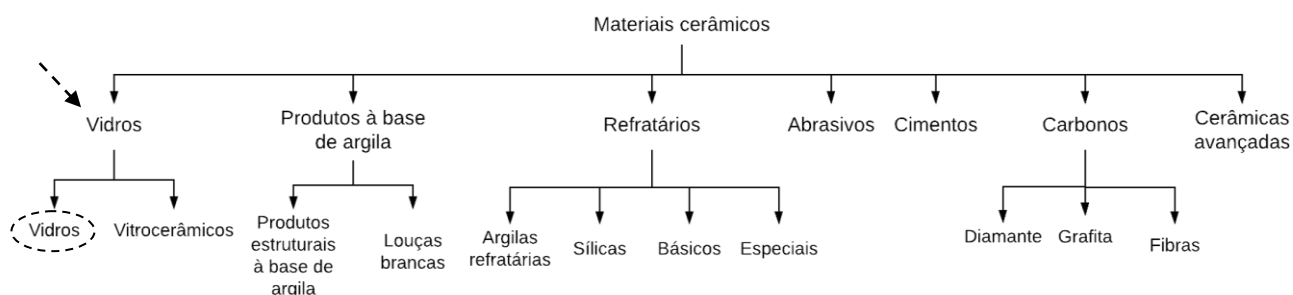 Materiais cerâmicos
Vidros
Produtos à base
de argila
Refratários
Abrasivos
Cimentos
Carbonos
Cerâmicas
avançadas
Vidros
Vitrocerâmicos
Produtos
estruturais
à base de
argila
Louças
brancas
Argilas
refratárias
Sílicas
Básicos
Especiais
Diamante
Grafita
Fibras